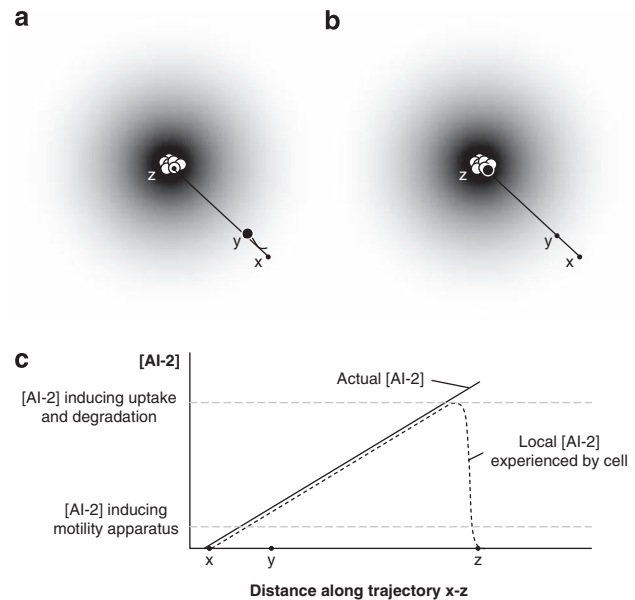 a
b
z
y
x
z
y
x
c
[AI-2]
Actual [AI-2]
[AI-2] inducing uptake
and degradation
Local [AI-2]
experienced by cell
[AI-2] inducing
motility apparatus
x
y
z
Distance along trajectory x-z